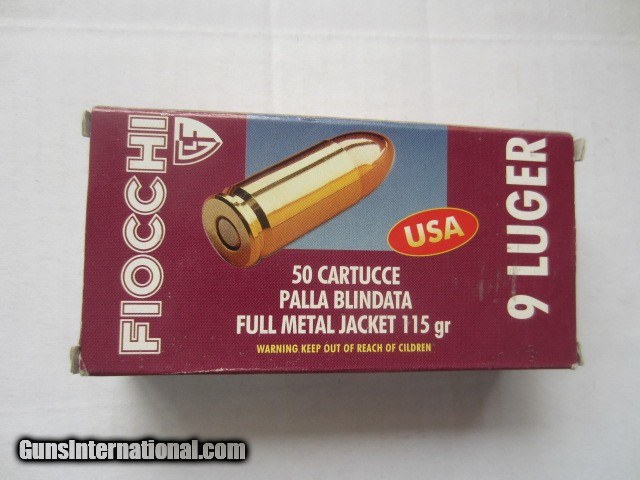 FIOCCHI
GF
USA
50 CARTUCCE
PALLA BLINDATA
FULL METAL JACKET 115 gr
WARNING KEEP OUT OF REACH OF CILDREN
9 LUGER
GunsInternational.com